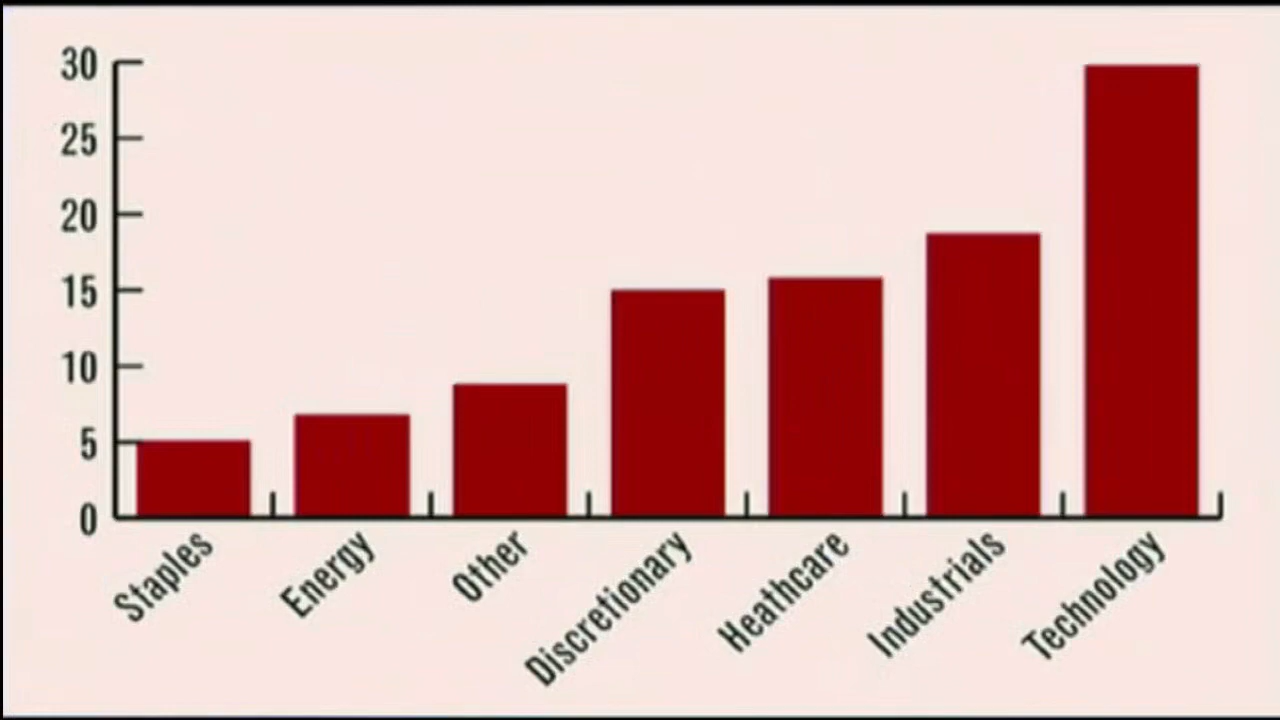 30
25
20
15
10
5
0
Staples
Energy
Other
Discretionary
Heathcare
Industrials
Technology